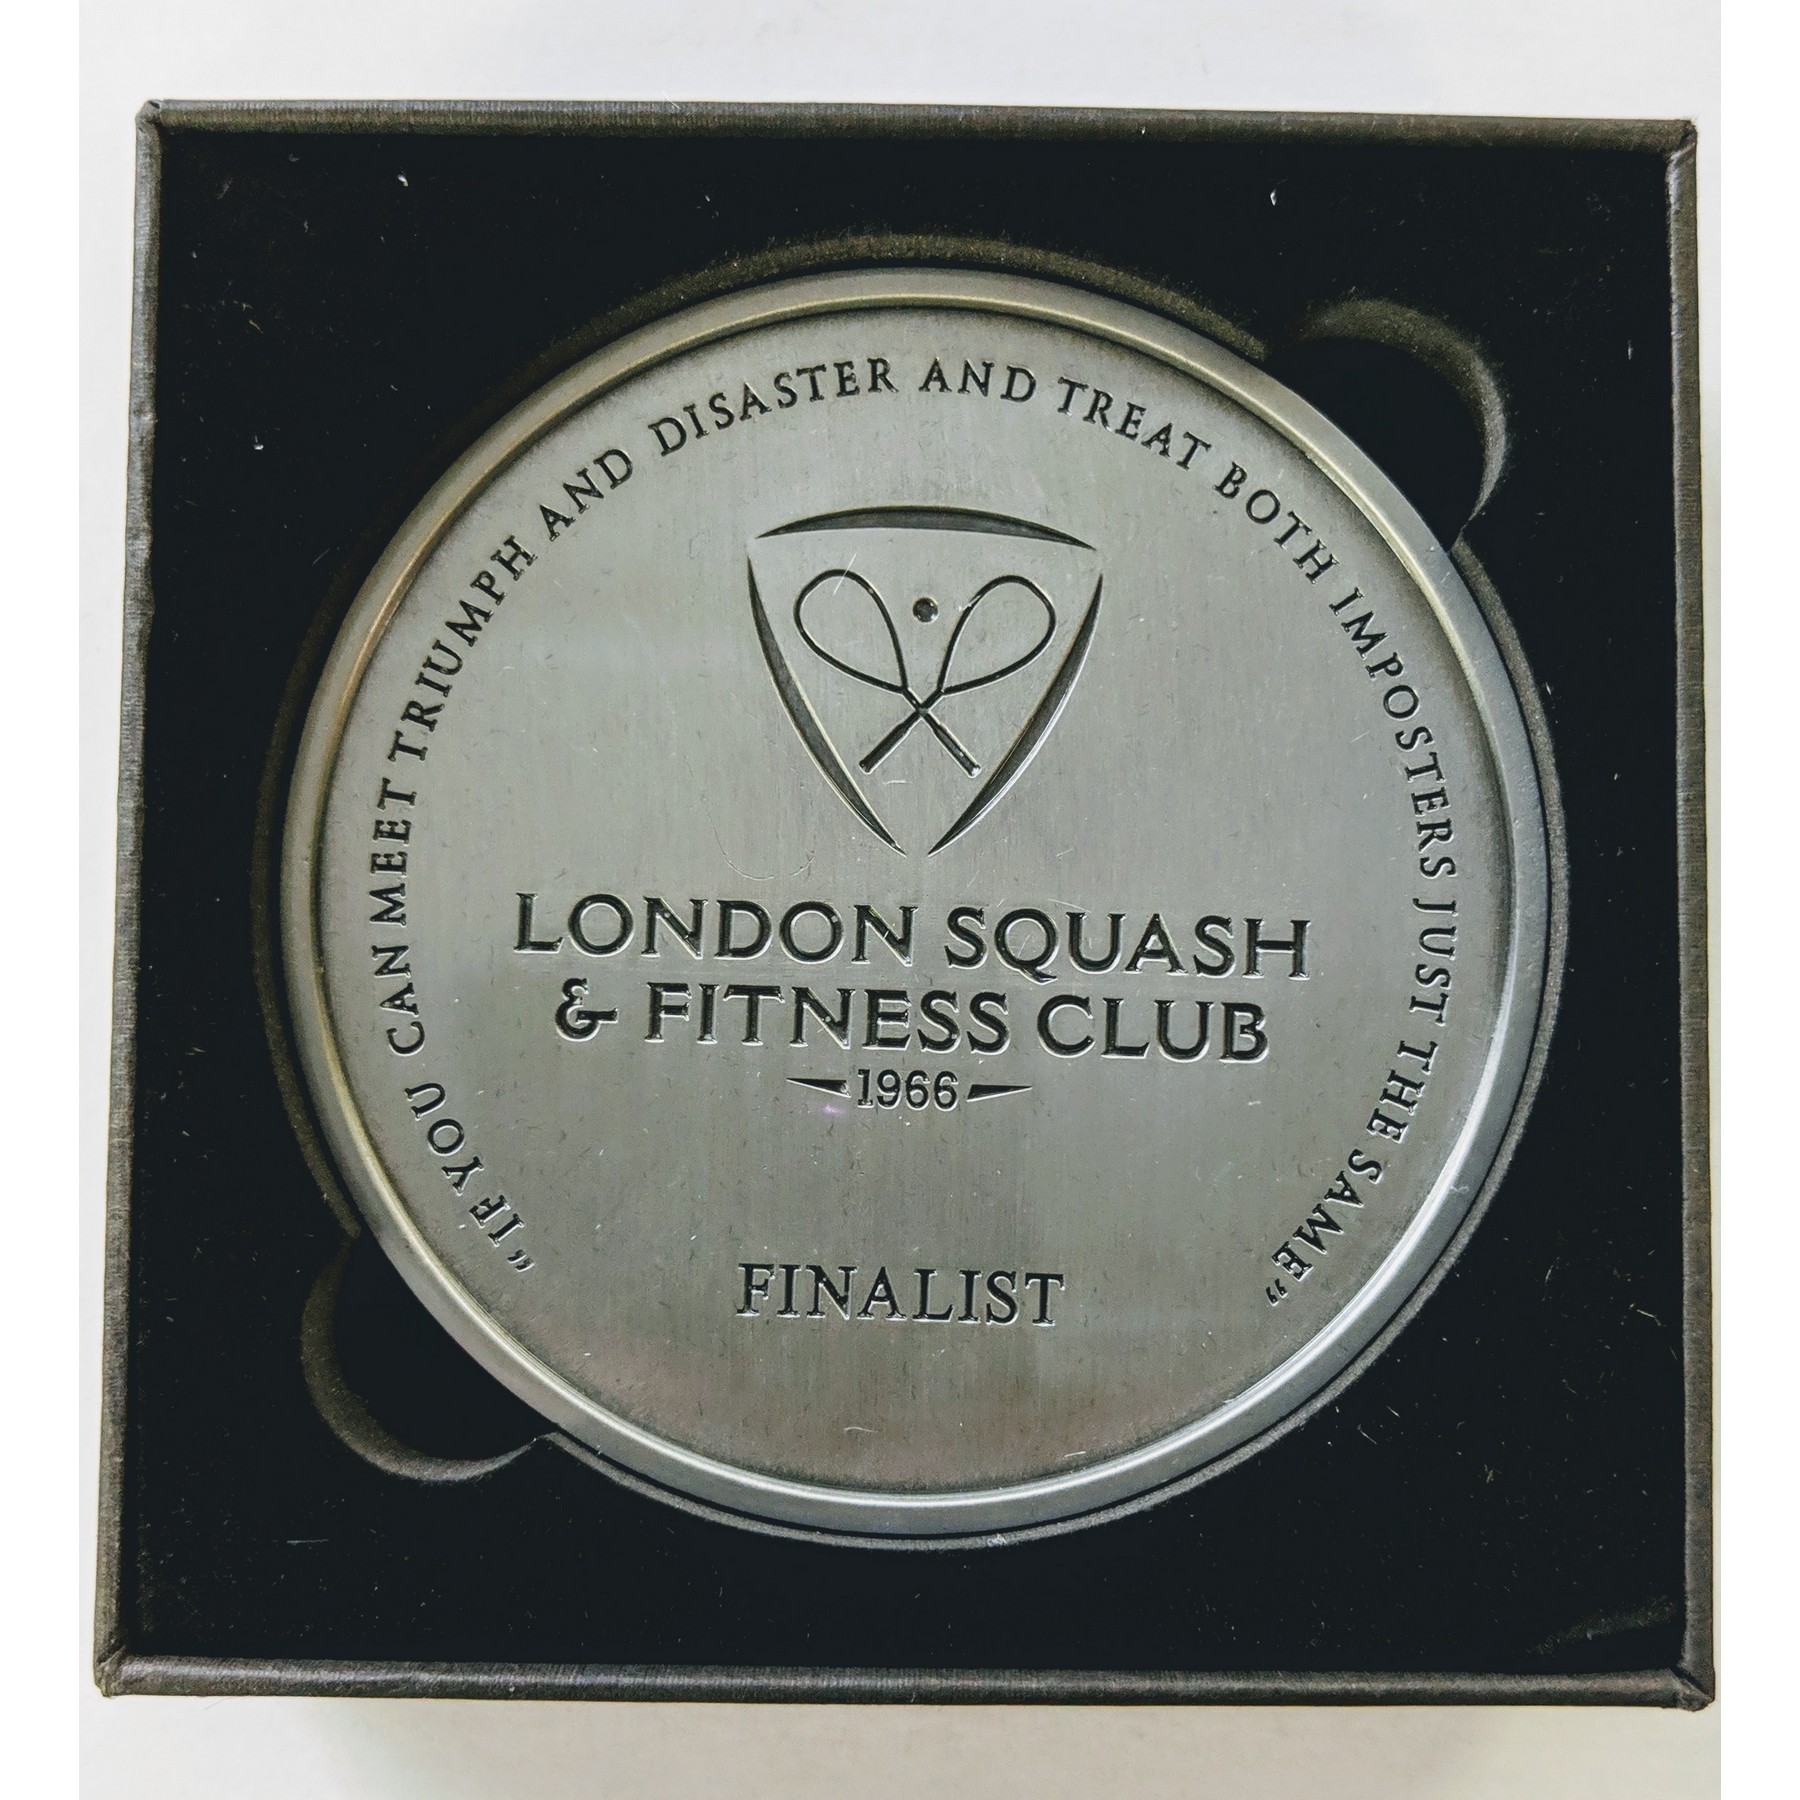 "IF YOU CAN MEET TRIUMPH AND DISASTER AND TREAT BOTH IMPOSTERS JUST THE SAME"
LONDON SQUASH
& FITNESS CLUB
1966
FINALIST